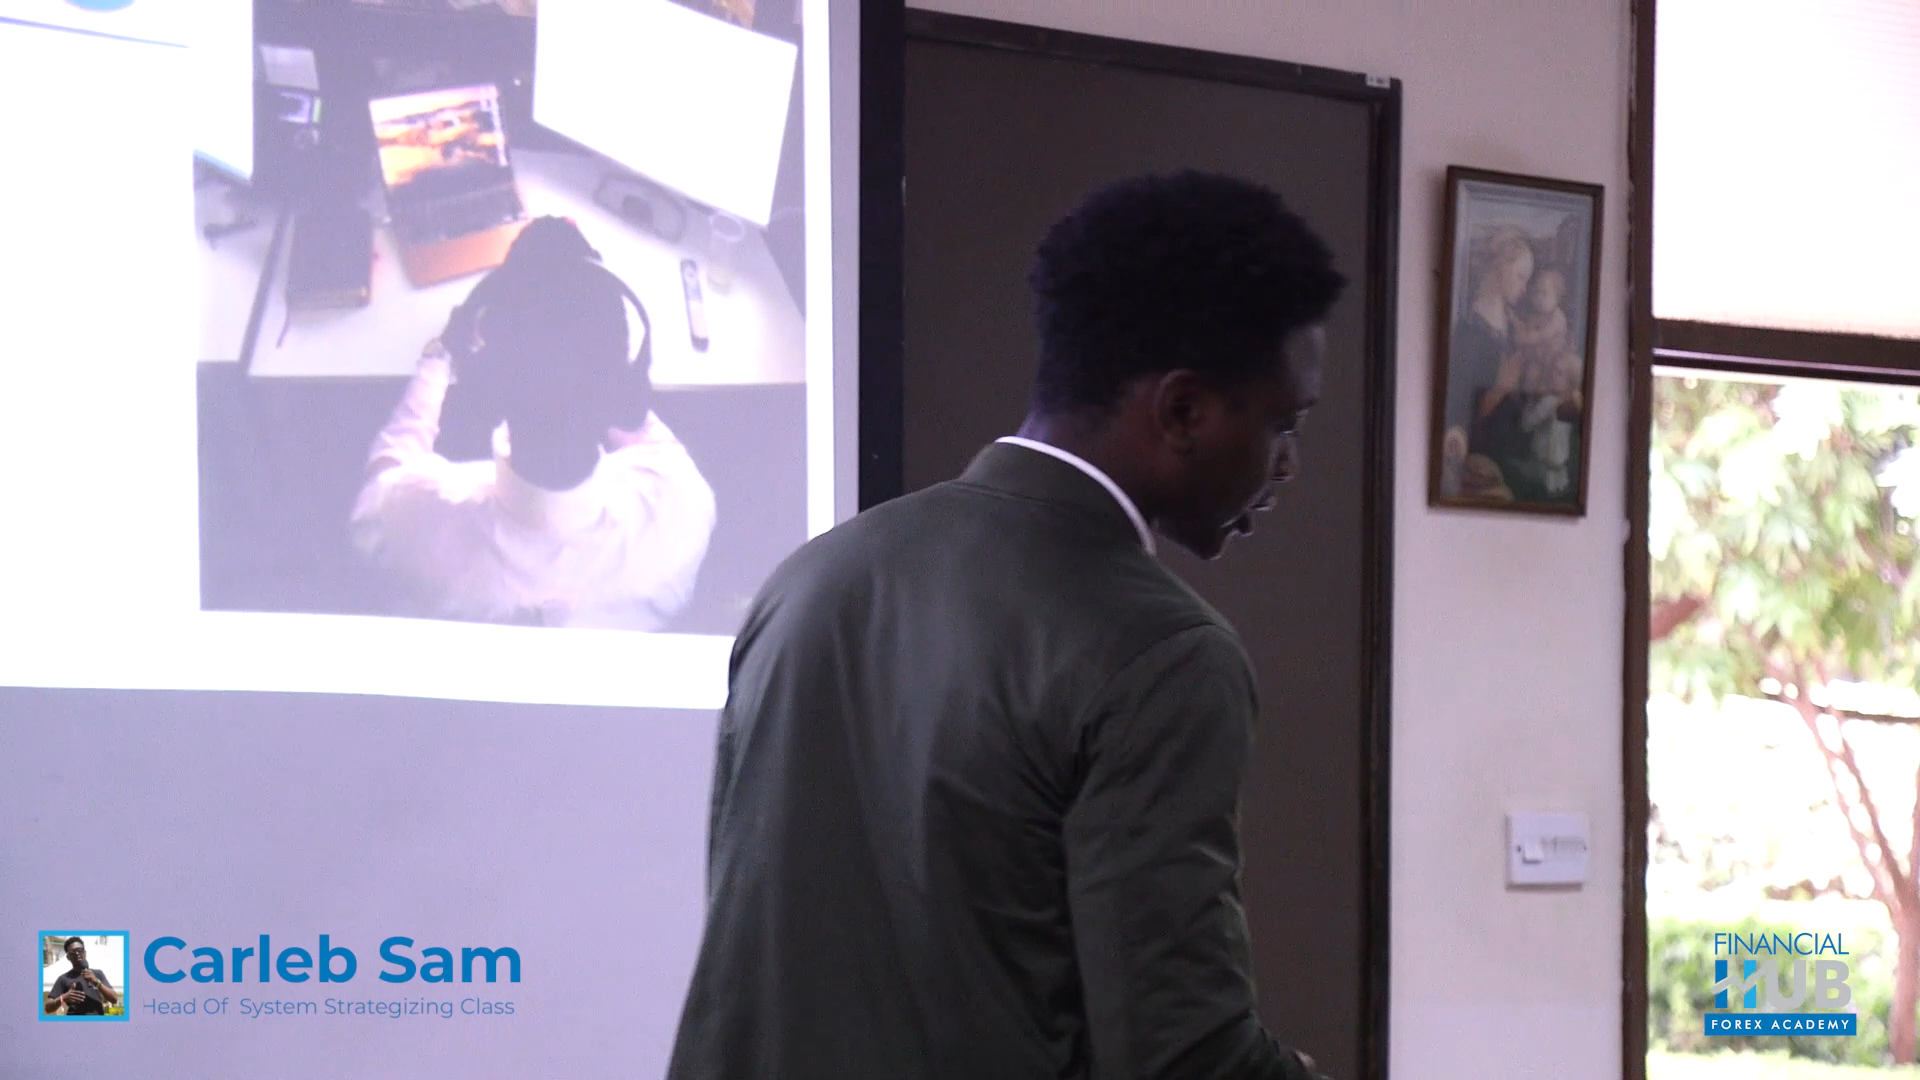 Carleb Sam
Head Of System Strategizing Class
FINANCIAL
HUB
FOREX ACADEMY